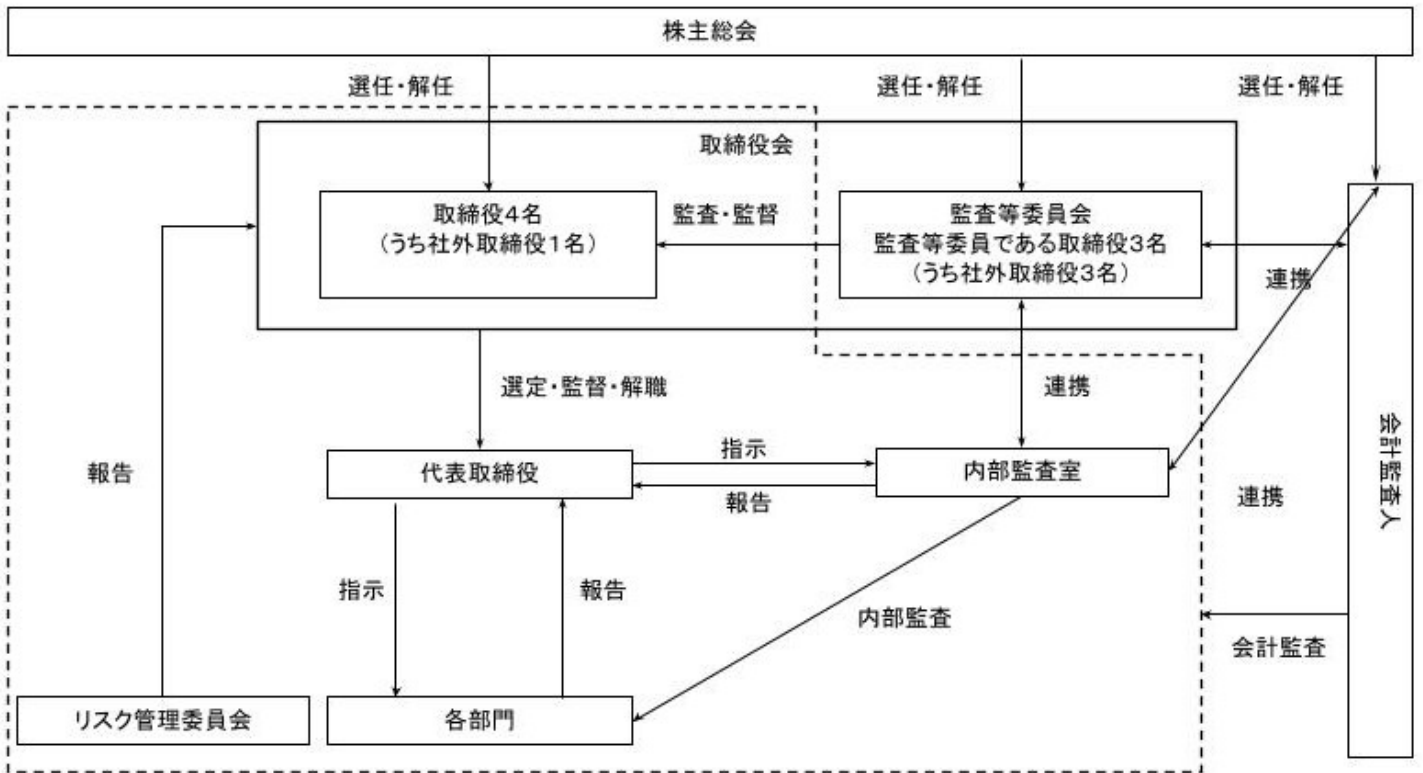 株主総会
選任・解任
選任・解任
選任・解任
取締役会
取締役4名
(うち社外取締役1名)
監査・監督
監査等委員会
監査等委員である取締役3名
(うち社外取締役3名)
連携
選定・監督・解職
連携
会計監査人
報告
代表取締役
指示
報告
内部監査室
連携
指示
報告
内部監査
会計監査
リスク管理委員会
各部門